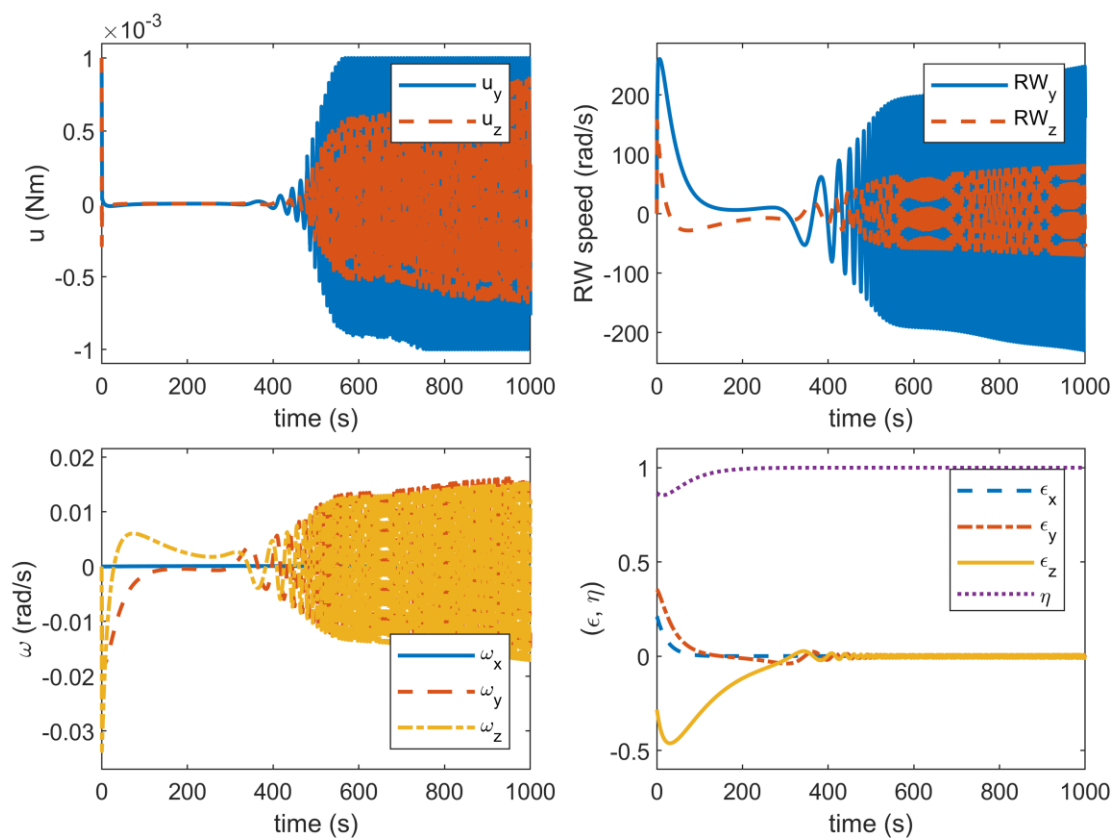 ×10⁻³
1
0.5
0
-0.5
-1
u (Nm)
0 200 400 600 800 1000
time (s)
u_y
u_z
200
100
0
-100
-200
RW speed (rad/s)
0 200 400 600 800 1000
time (s)
RW_y
RW_z
0.02
0.01
0
-0.01
-0.02
-0.03
ω (rad/s)
0 200 400 600 800 1000
time (s)
ω_x
ω_y
ω_z
1
0.5
0
-0.5
(ϵ, η)
0 200 400 600 800 1000
time (s)
ϵ_x
ϵ_y
ϵ_z
η